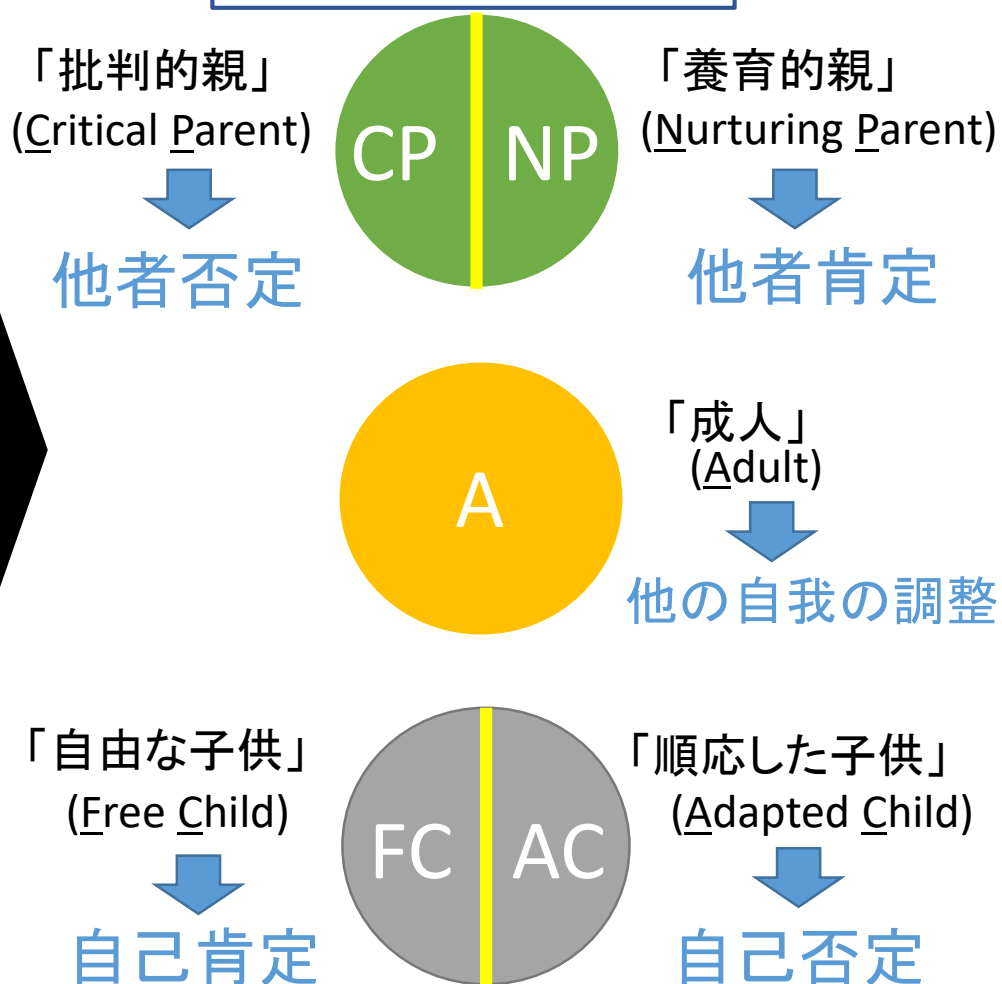 「批判的親」
(Critical Parent)
他者否定
CP
NP
「養育的親」
(Nurturing Parent)
他者肯定
A
「成人」
(Adult)
他の自我の調整
「自由な子供」
(Free Child)
自己肯定
FC
AC
「順応した子供」
(Adapted Child)
自己否定